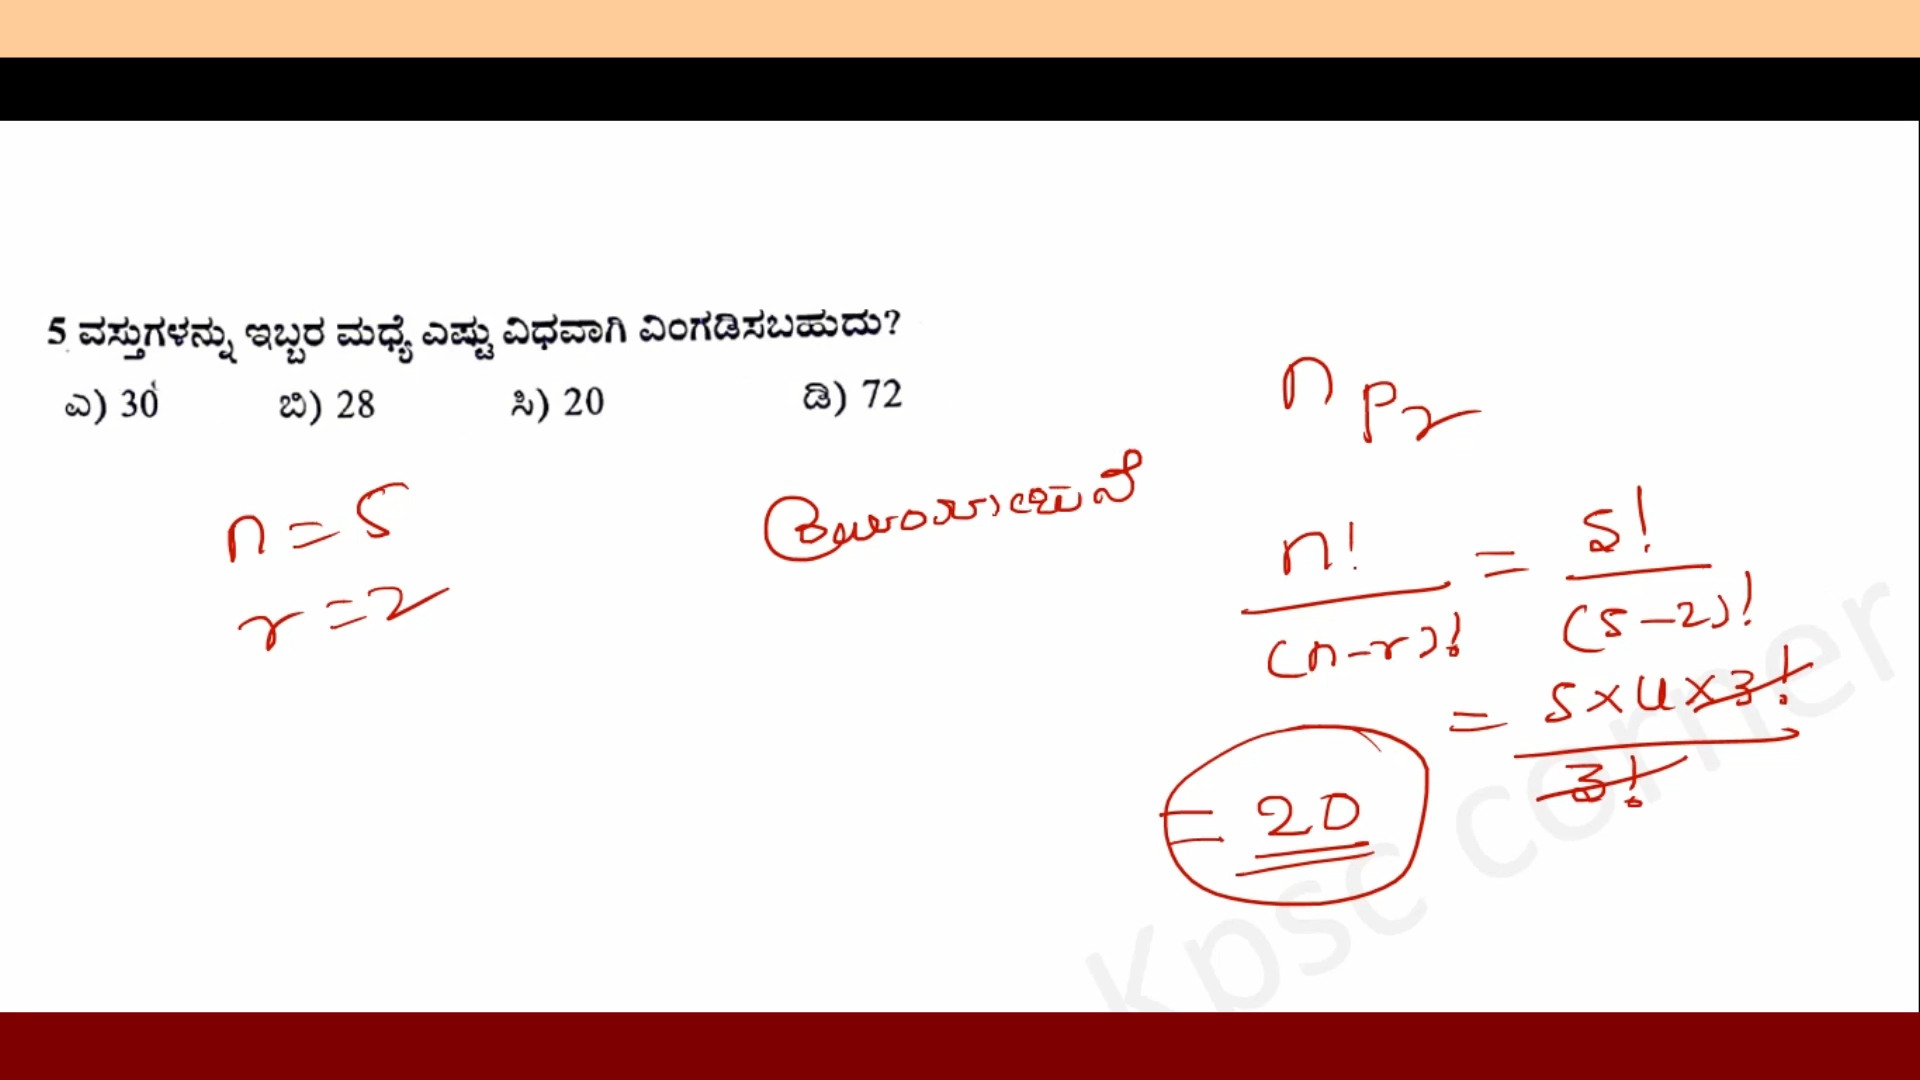 5 ವಸ್ತುಗಳನ್ನು ಇಬ್ಬರ ಮಧ್ಯೆ ಎಷ್ಟು ವಿಧವಾಗಿ ವಿಂಗಡಿಸಬಹುದು?
ಎ) 30 ಬಿ) 28 ಸಿ) 20 ಡಿ) 72
nPr
n = 5
r = 2
n! / (n-r)! = 5! / (5-2)!
= 5×4×3! / 3!
= 20
Kpsc corner